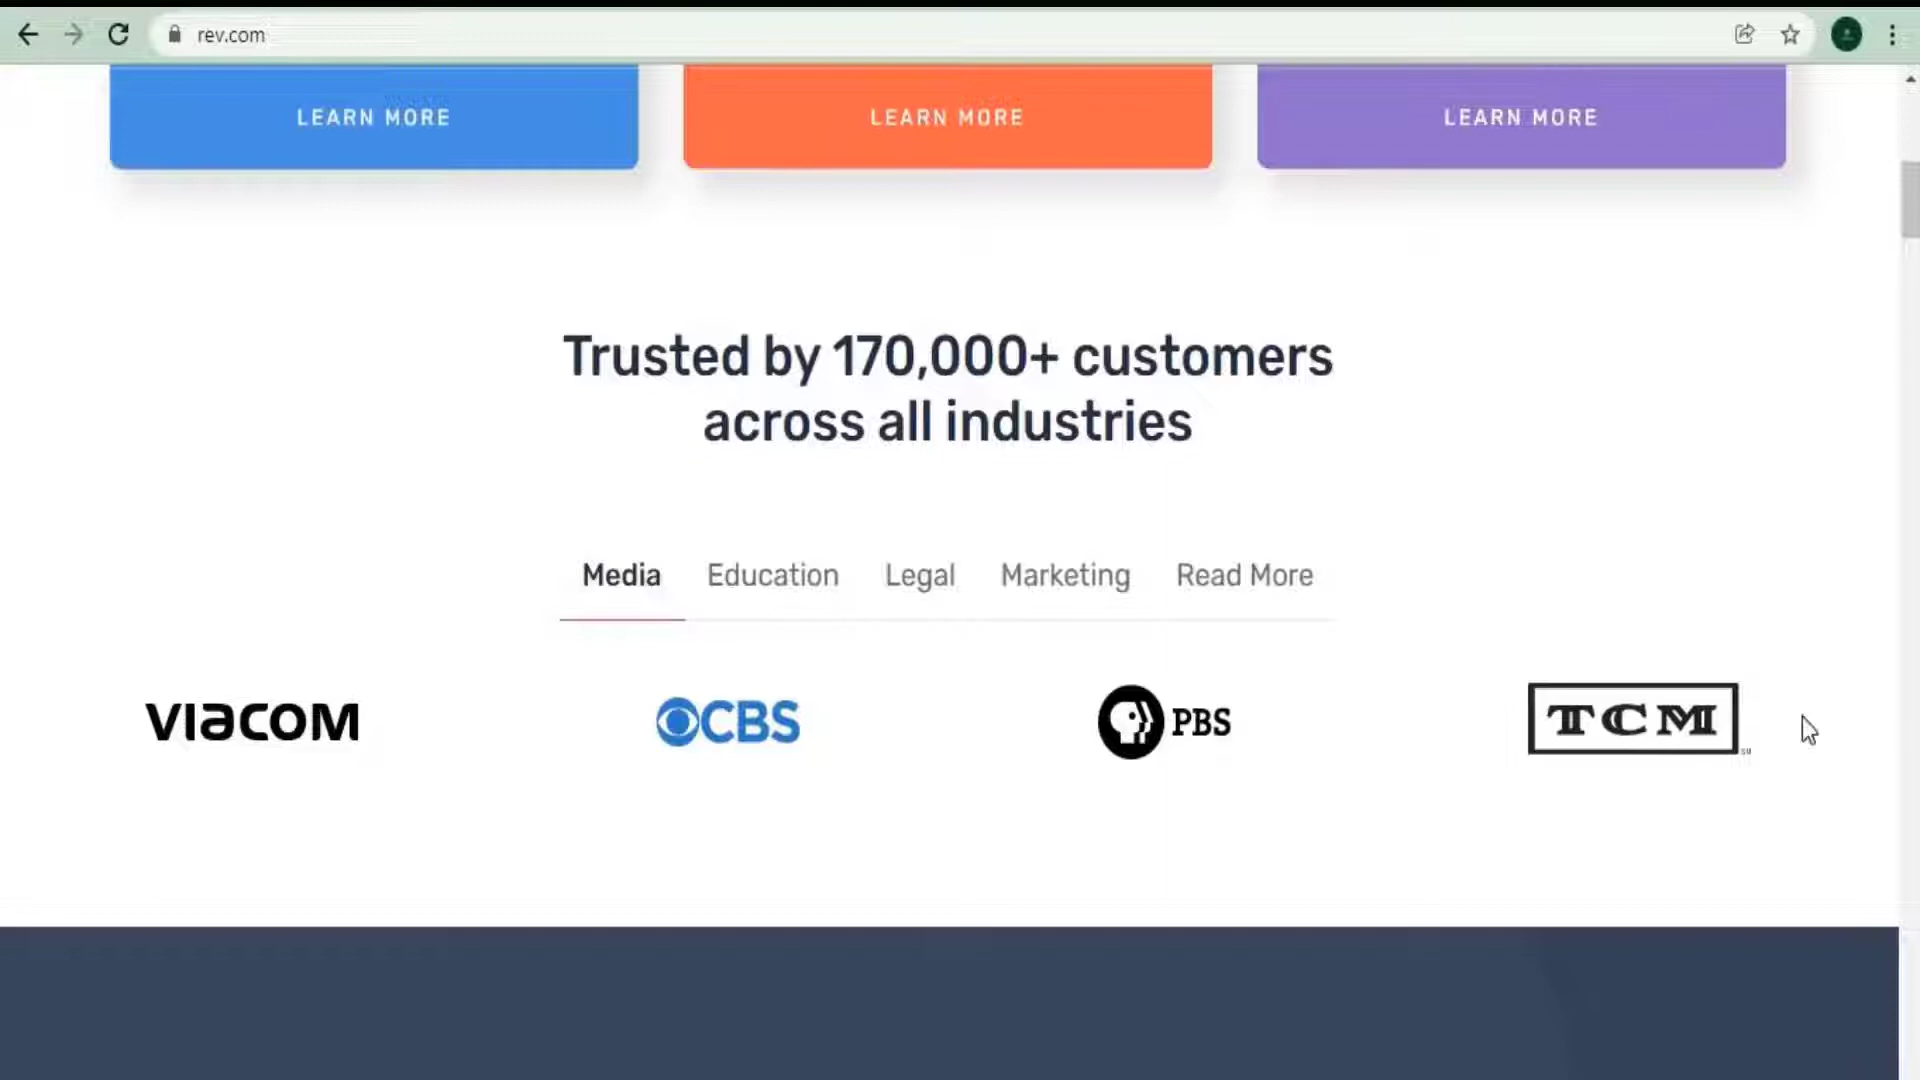 rev.com
LEARN MORE LEARN MORE LEARN MORE
Trusted by 170,000+ customers
across all industries
Media Education Legal Marketing Read More
VIACOM CBS PBS TCM SM